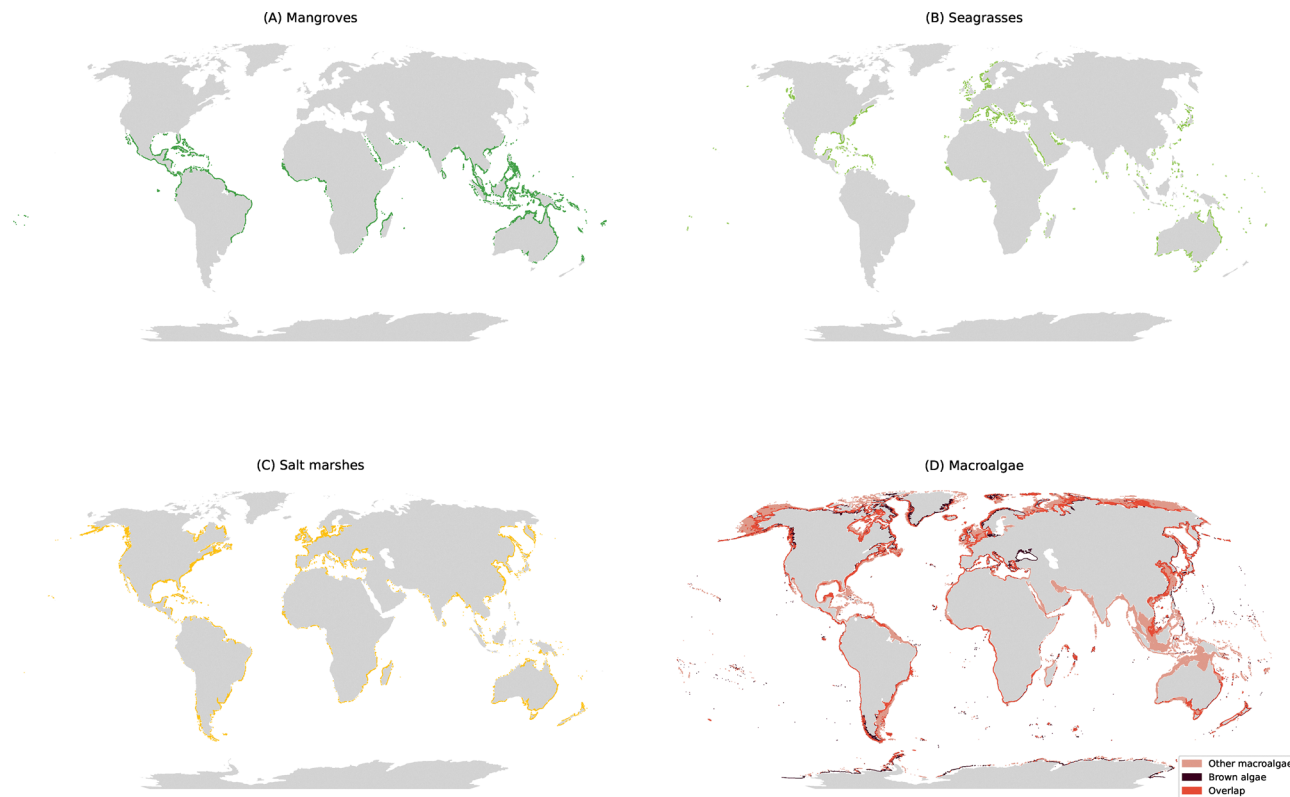 (A) Mangroves
(B) Seagrasses
(C) Salt marshes
(D) Macroalgae
Other macroalgae
Brown algae
Overlap